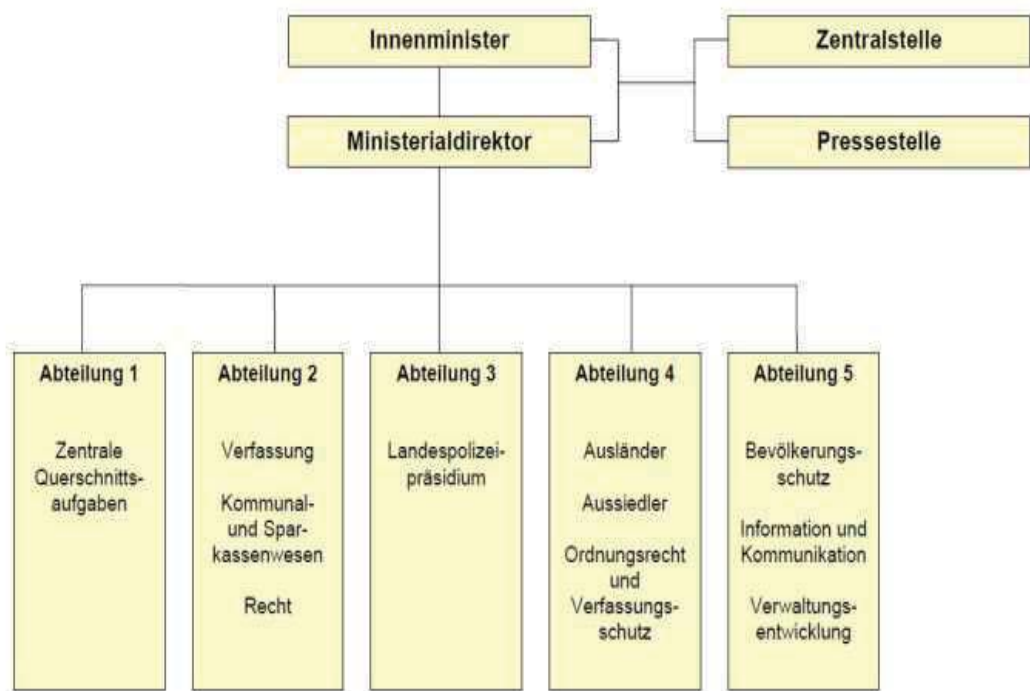 Innenminister
Zentralstelle
Ministerialdirektor
Pressestelle
Abteilung 1
Zentrale
Querschnitts-
aufgaben
Abteilung 2
Verfassung
Kommunal-
und Spar-
kassenwesen
Recht
Abteilung 3
Landespolizei-
präsidium
Abteilung 4
Ausländer
Aussiedler
Ordnungsrecht
und
Verfassungs-
schutz
Abteilung 5
Bevölkerungs-
schutz
Information und
Kommunikation
Verwaltungs-
entwicklung